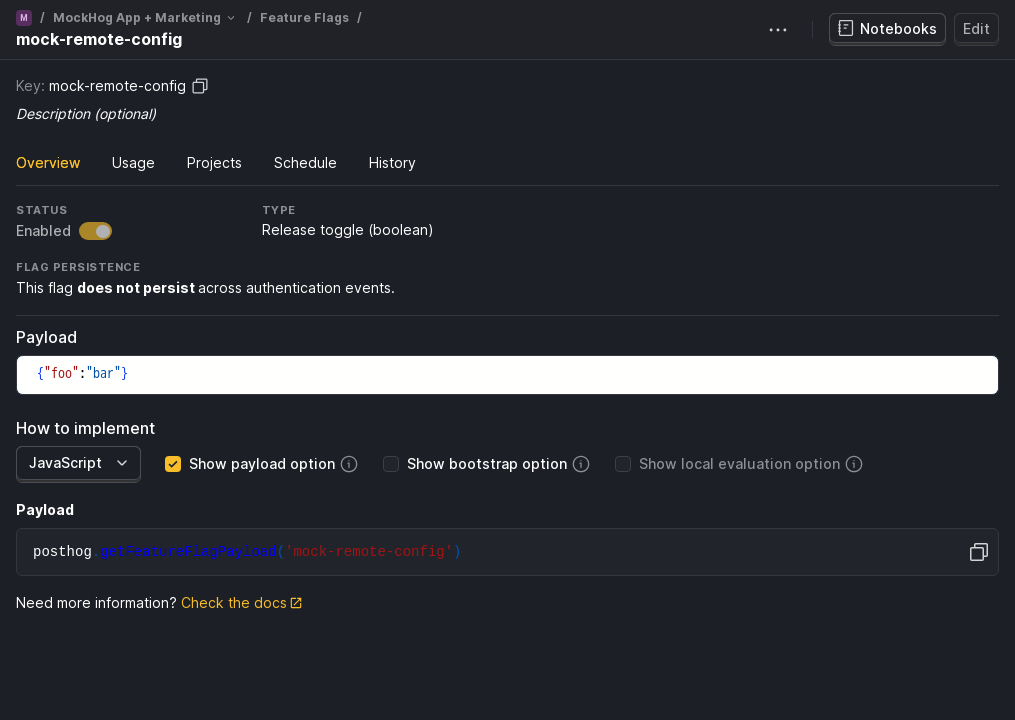 M / MockHog App + Marketing / Feature Flags /
mock-remote-config
Notebooks Edit
Key: mock-remote-config
Description (optional)
Overview Usage Projects Schedule History
STATUS TYPE
Enabled Release toggle (boolean)
FLAG PERSISTENCE
This flag does not persist across authentication events.
Payload
{"foo":"bar"}
How to implement
JavaScript Show payload option Show bootstrap option Show local evaluation option
Payload
posthog.getFeatureFlagPayload('mock-remote-config')
Need more information? Check the docs